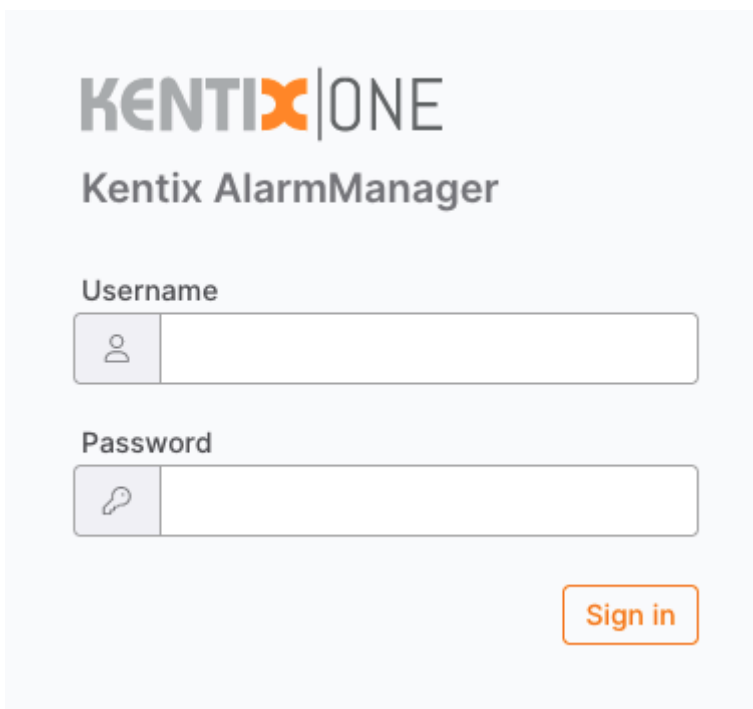 KENTIX|ONE
Kentix AlarmManager
Username
Password
Sign in